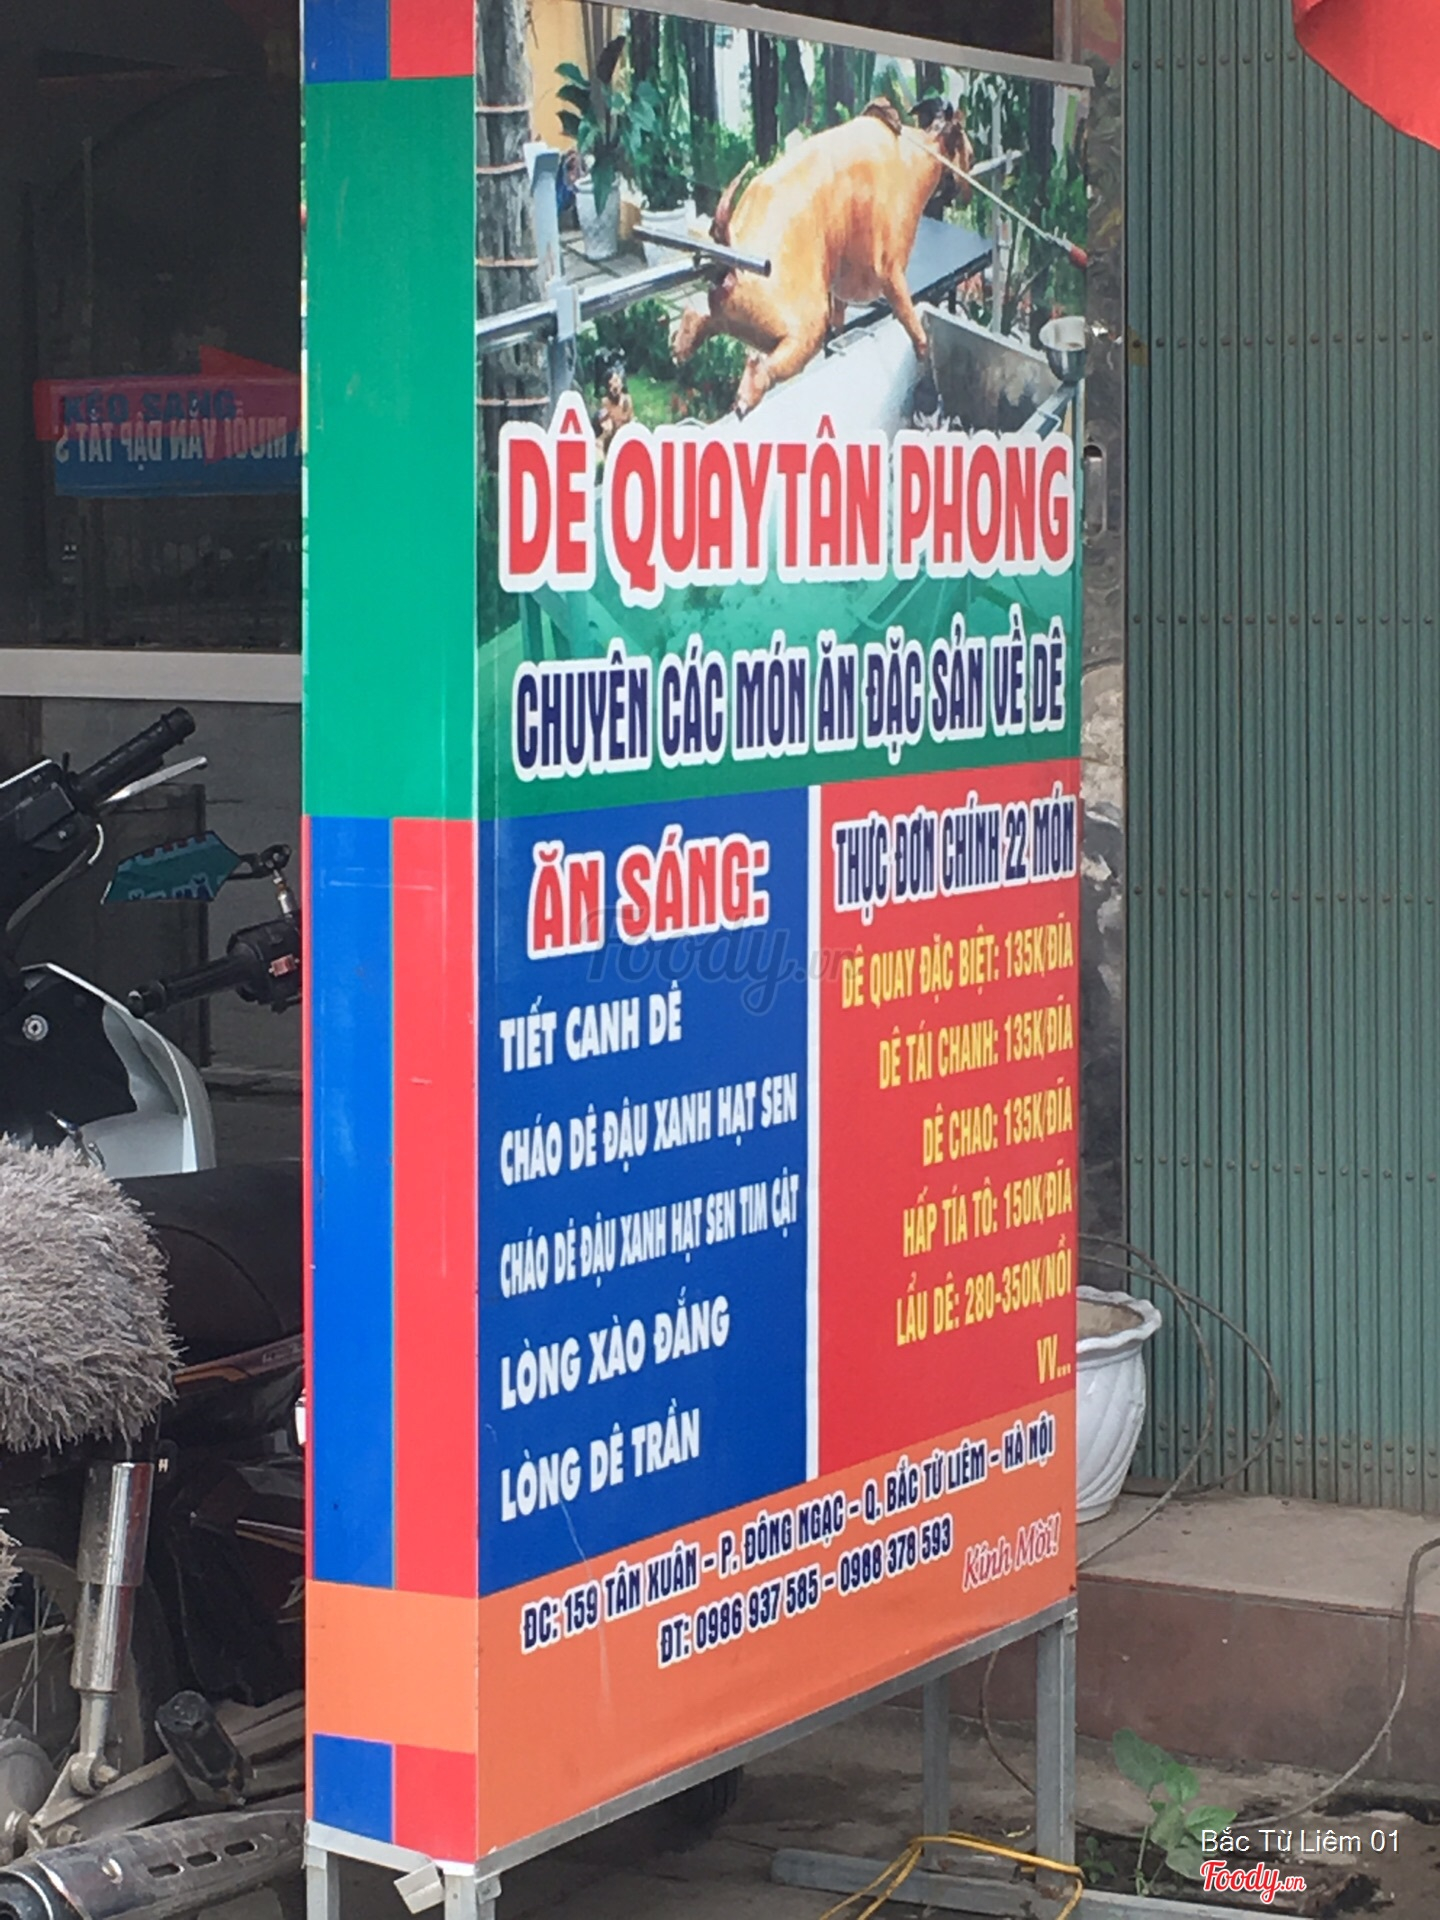 DÊ QUAY TÂN PHONG
CHUYÊN CÁC MÓN ĂN ĐẶC SẢN VỀ DÊ
ĂN SÁNG:
TIẾT CANH DÊ
CHÁO DÊ ĐẬU XANH HẠT SEN
CHÁO DÊ ĐẬU XANH HẠT SEN TIM CẬT
LÒNG XÀO ĐẮNG
LÒNG DÊ TRẦN
THỰC ĐƠN CHÍNH 22 MÓN
DÊ QUAY ĐẶC BIỆT: 135K/ĐĨA
DÊ TÁI CHANH: 135K/ĐĨA
DÊ CHAO: 135K/ĐĨA
HẤP TÍA TÔ: 150K/ĐĨA
LẨU DÊ: 280-350K/NỒI
VV...
ĐC: 159 TÂN XUÂN - P. ĐÔNG NGẠC - Q. BẮC TỪ LIÊM - HÀ NỘI
ĐT: 0986 937 585 - 0988 378 593
Kính Mời!
KÉO SANG
Foody.vn
Bắc Từ Liêm 01
Foody.vn